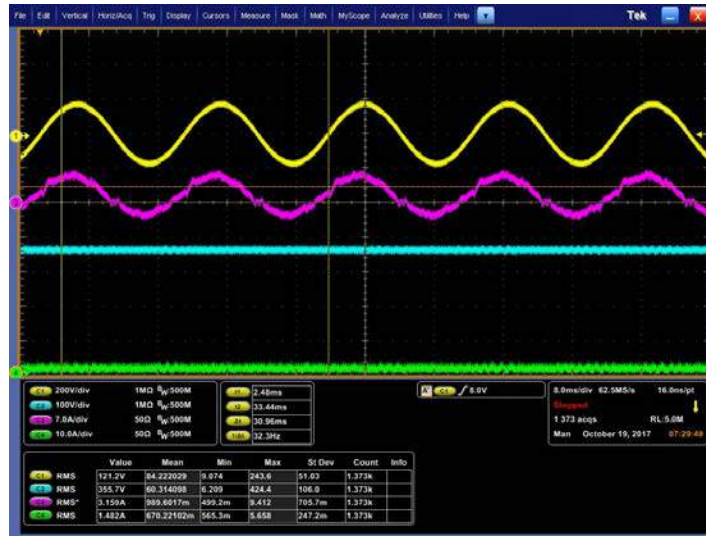 File Edit Vertical Horiz/Acq Trig Display Cursors Measure Mask Math MyScope Analyze Utilities Help Tek
C1 200V/div 1MΩ BW:500M
C2 100V/div 1MΩ BW:500M
C3 7.0A/div 50Ω BW:500M
C4 10.0A/div 50Ω BW:500M
t1 2.48ms
t2 33.44ms
Δt 30.96ms
1/Δt 32.3Hz
A' C1 8.0V
8.0ms/div 62.5MS/s 16.0ns/pt
Stopped
1 373 acqs RL:5.0M
Man October 19, 2017 07:29:40
Value Mean Min Max St Dev Count Info
C1 RMS 121.2V 84.222029 9.074 243.6 51.03 1.373k
C2 RMS 355.7V 60.314098 6.209 424.4 106.0 1.373k
C3 RMS* 3.159A 989.6017m 499.2m 9.412 705.7m 1.373k
C4 RMS 1.482A 670.22102m 565.3m 5.658 247.2m 1.373k